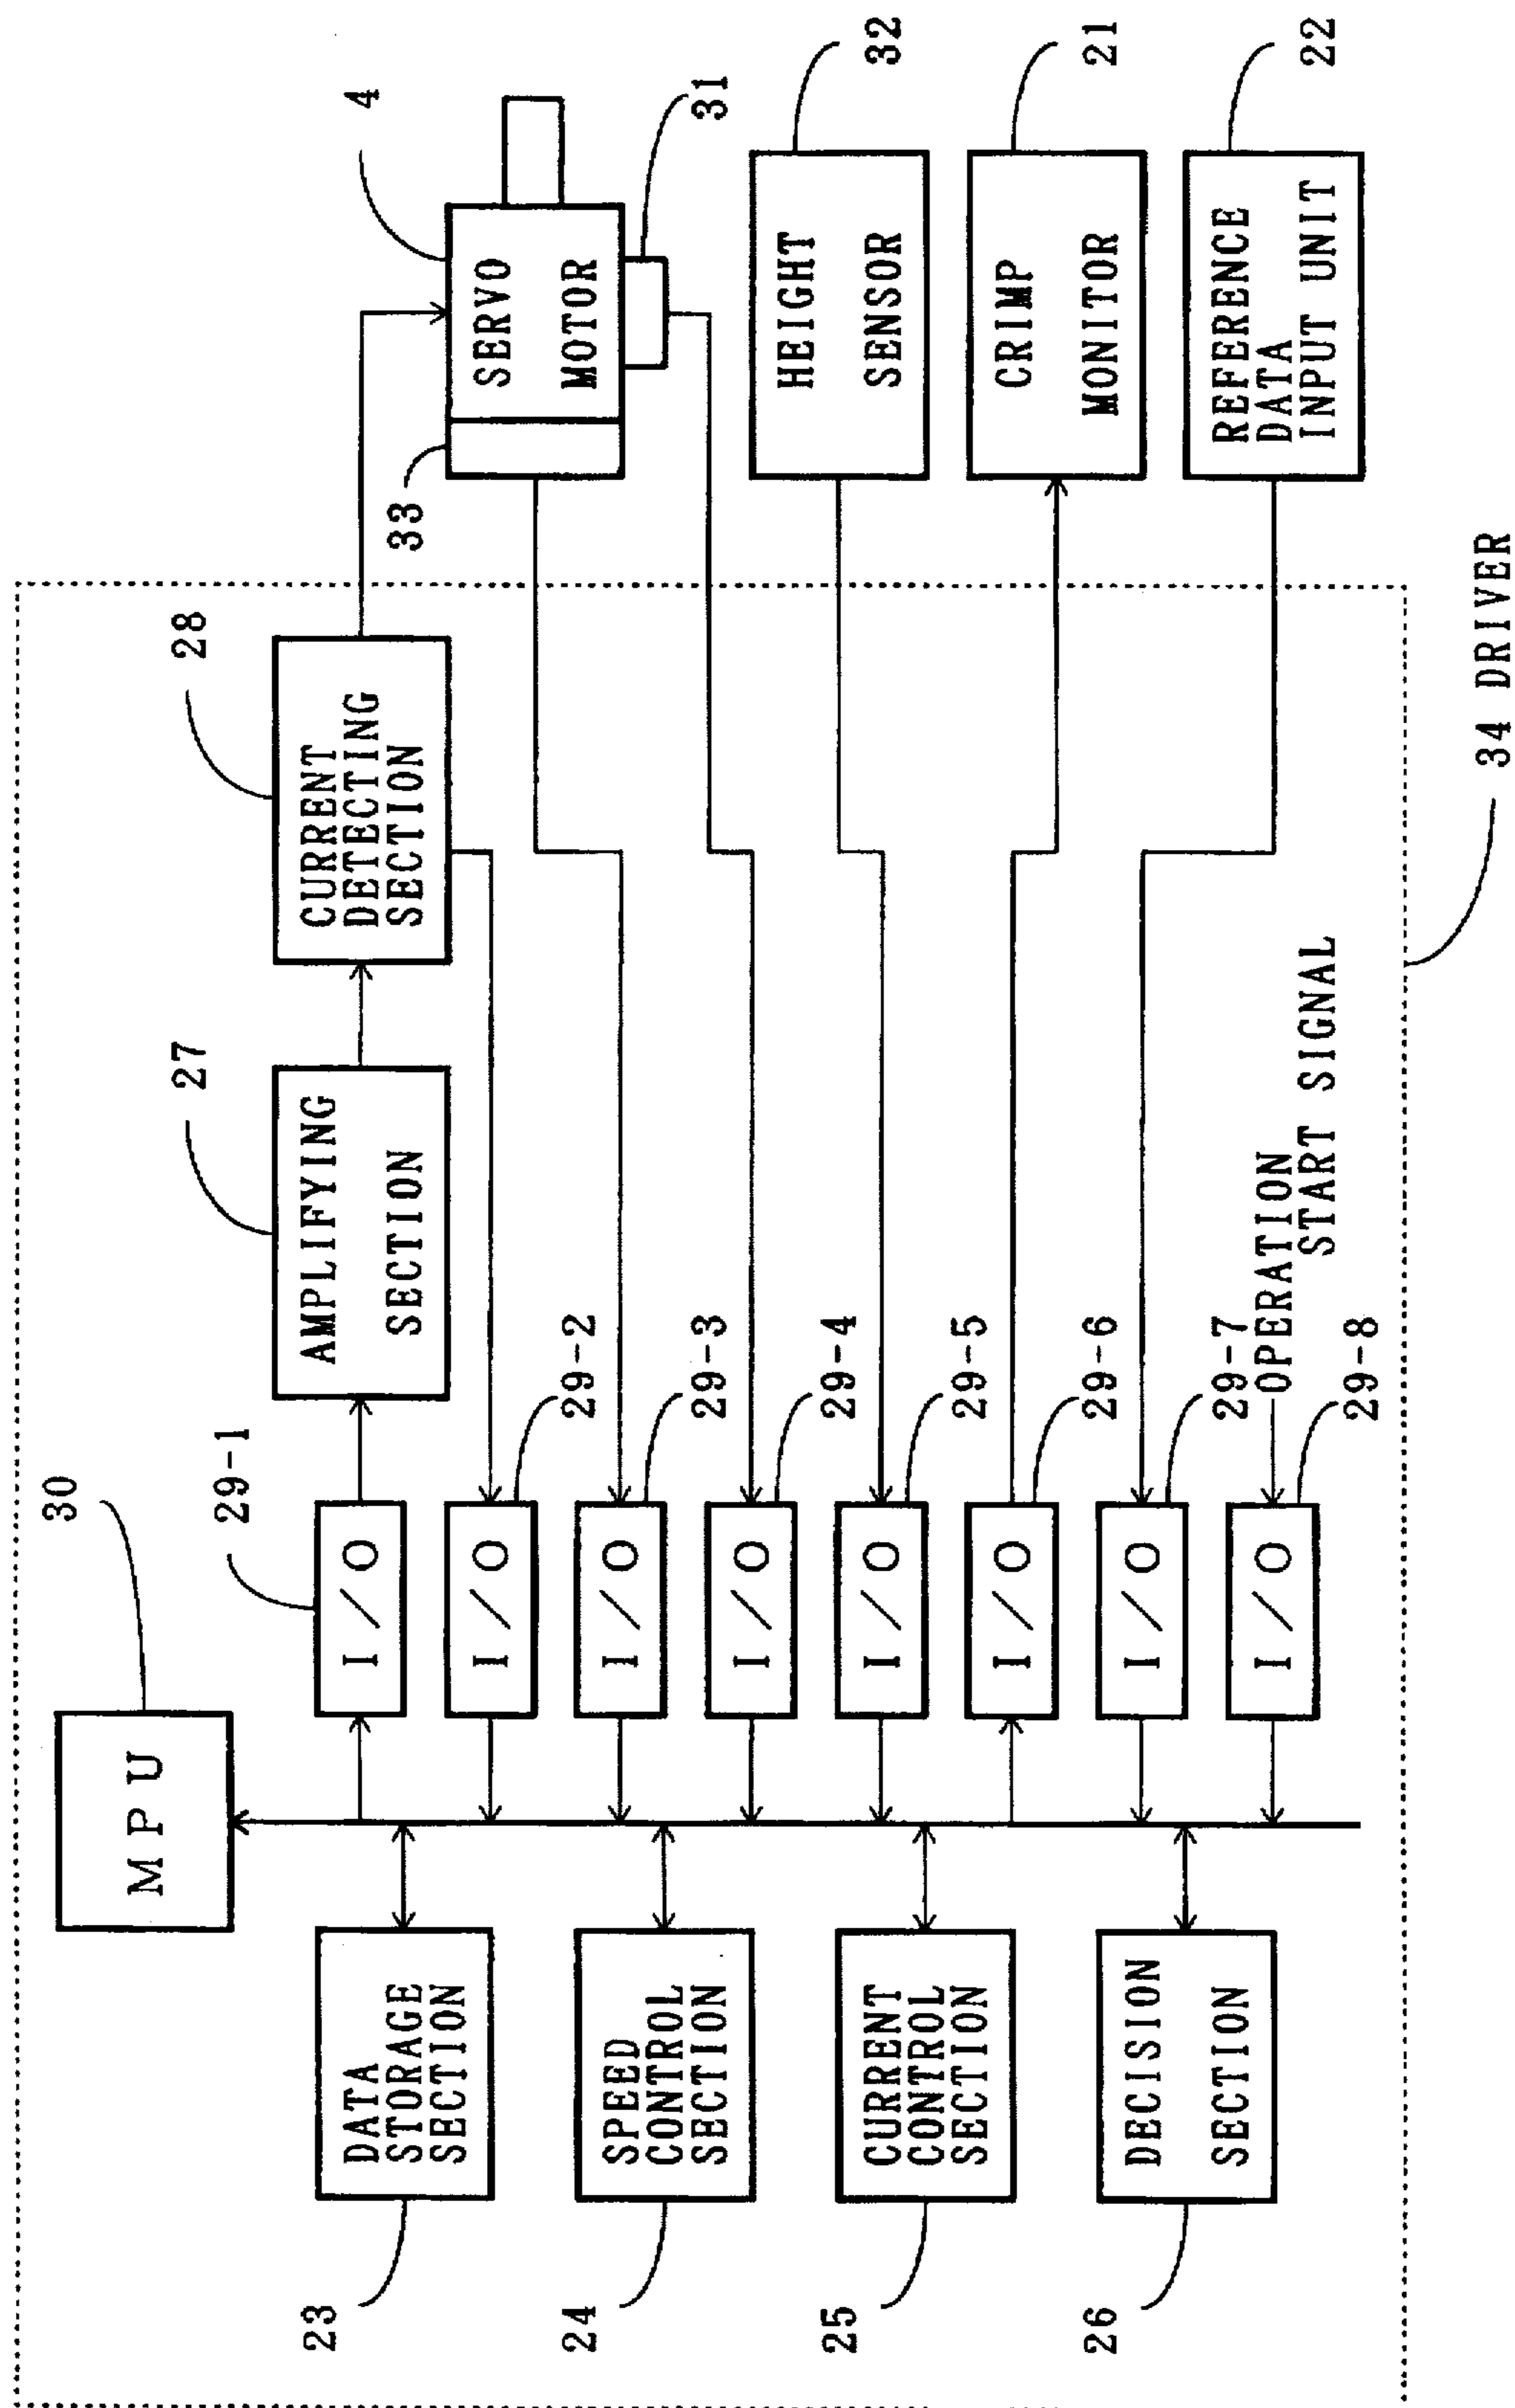 30
MPU
29-1
I/O
27
AMPLIFYING
SECTION
28
CURRENT
DETECTING
SECTION
4
SERVO
MOTOR
33
31
I/O
29-2
I/O
29-3
I/O
29-4
I/O
29-5
I/O
29-6
I/O
29-7
I/O
29-8
OPERATION
START SIGNAL
HEIGHT
SENSOR
32
CRIMP
MONITOR
21
REFERENCE
DATA
INPUT UNIT
22
DATA
STORAGE
SECTION
23
SPEED
CONTROL
SECTION
24
CURRENT
CONTROL
SECTION
25
DECISION
SECTION
26
34 DRIVER